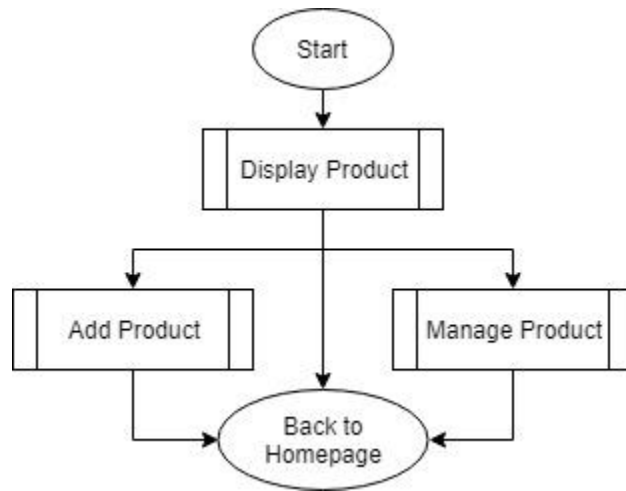 Start
Display Product
Add Product
Manage Product
Back to
Homepage